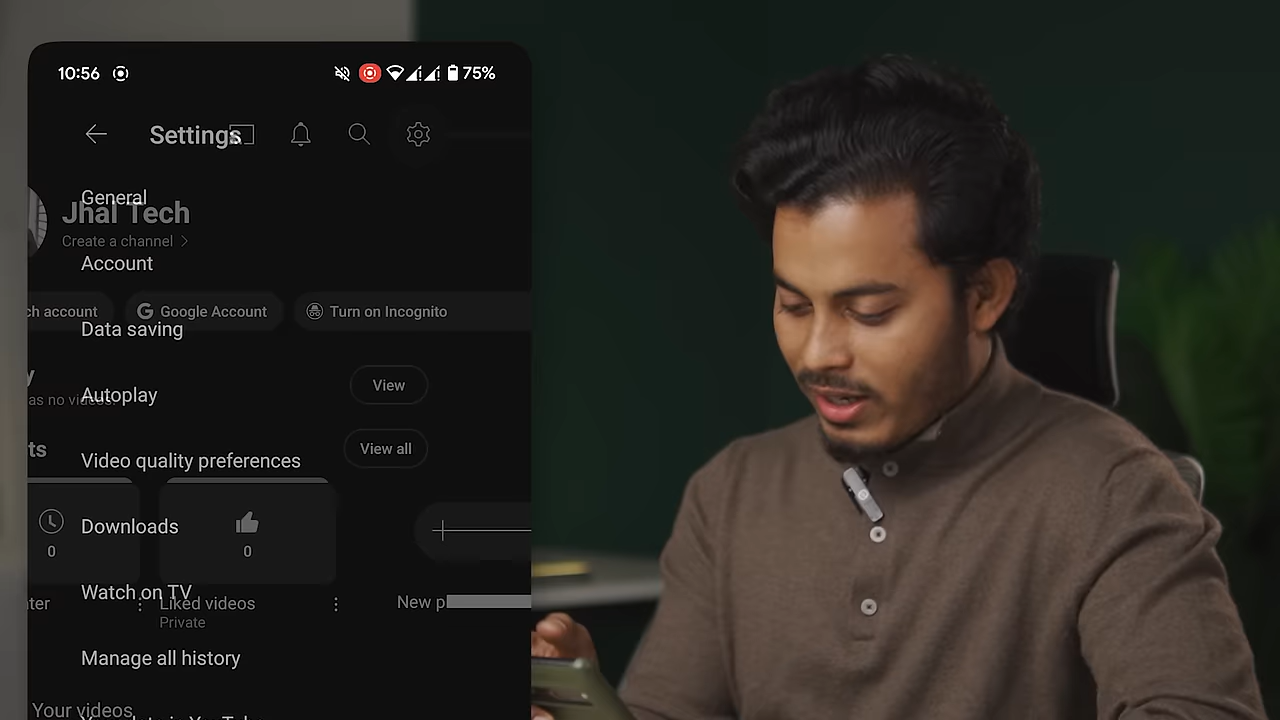 10:56
75%
Settings
General
Jhal Tech
Create a channel
Account
ch account
Google Account
Turn on Incognito
Data saving
View
as no videos
Autoplay
ts
View all
Video quality preferences
Downloads
0
0
Watch on TV
Liked videos
New p
Private
Manage all history
Your videos